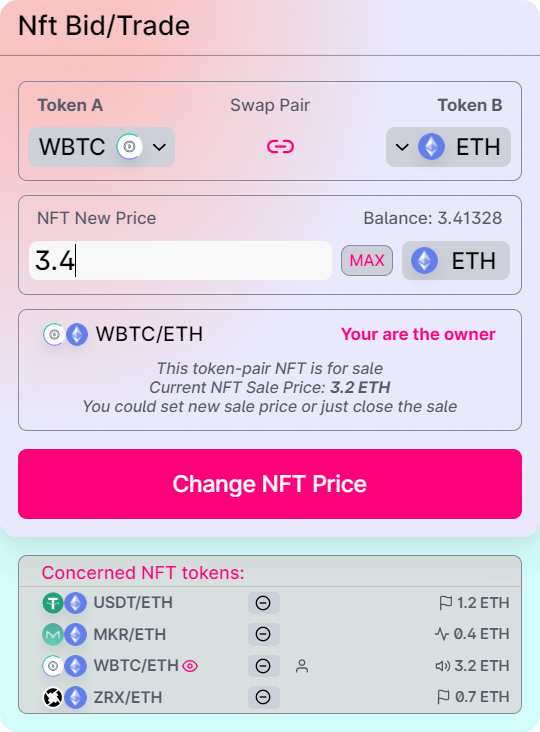 Nft Bid/Trade
Token A Swap Pair Token B
WBTC ETH
NFT New Price Balance: 3.41328
3.4 MAX ETH
WBTC/ETH Your are the owner
This token-pair NFT is for sale
Current NFT Sale Price: 3.2 ETH
You could set new sale price or just close the sale
Change NFT Price
Concerned NFT tokens:
USDT/ETH 1.2 ETH
MKR/ETH 0.4 ETH
WBTC/ETH 3.2 ETH
ZRX/ETH 0.7 ETH